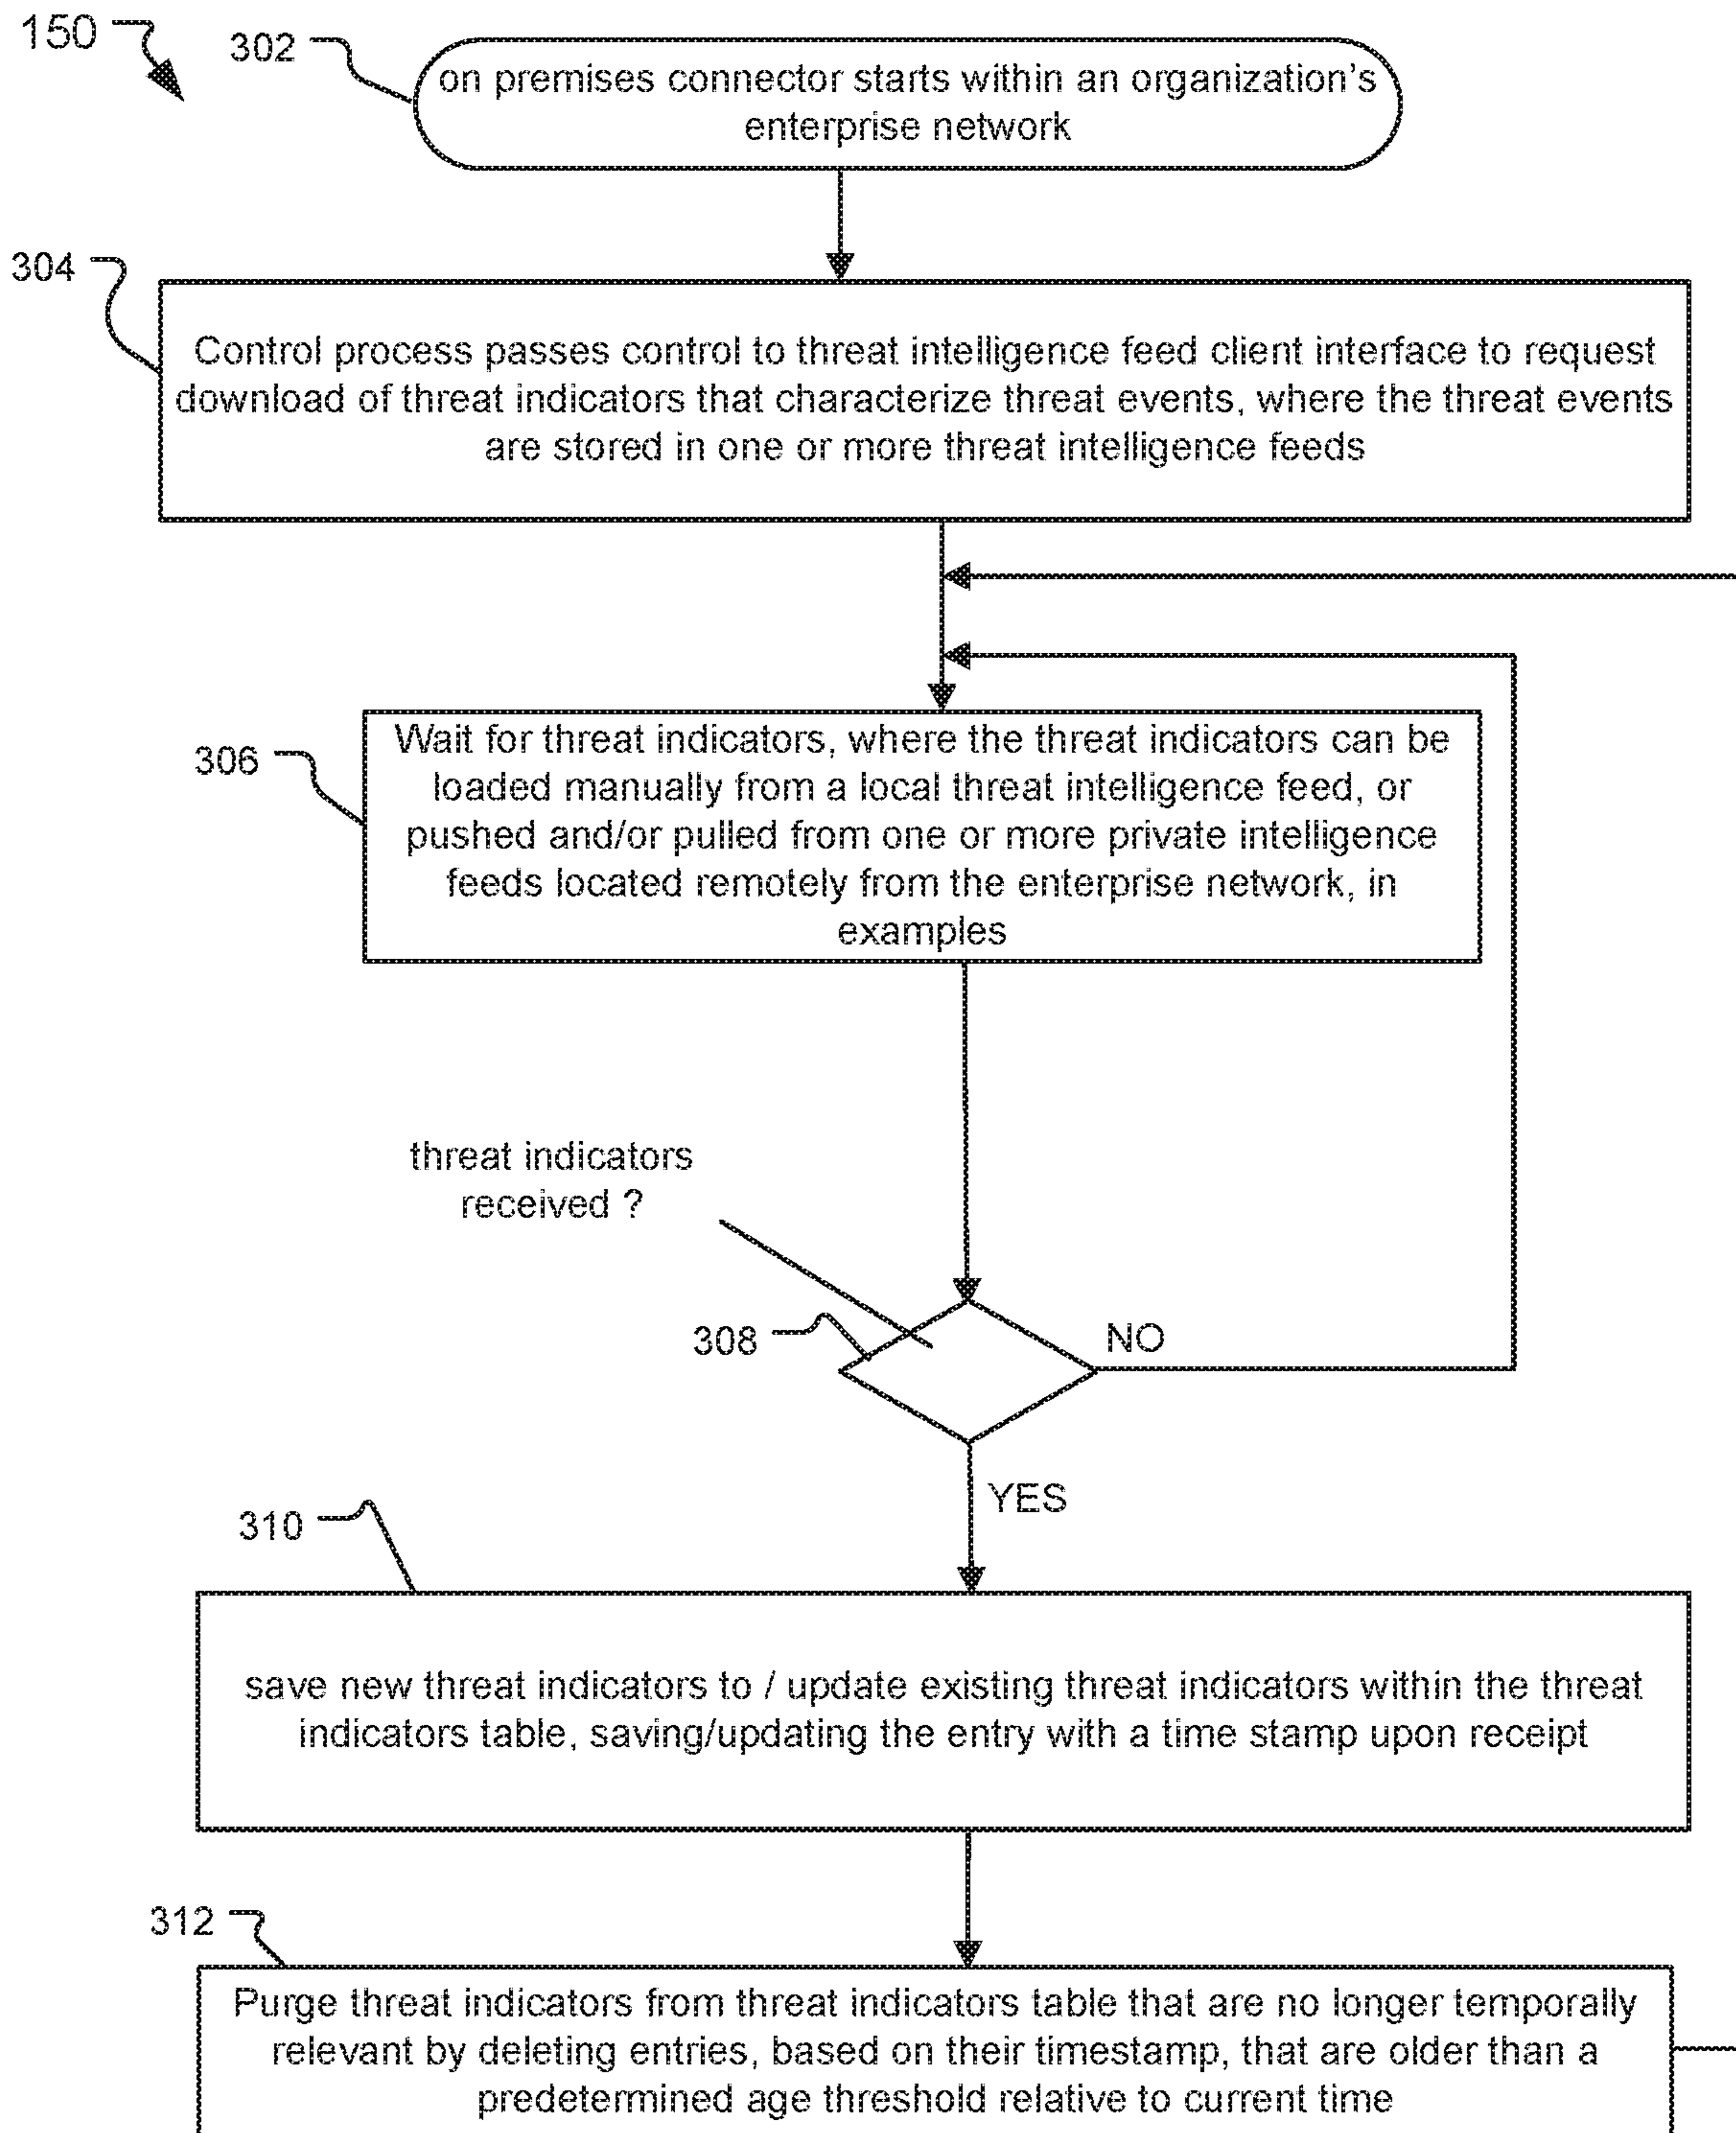 150
302
on premises connector starts within an organization's
enterprise network
304
Control process passes control to threat intelligence feed client interface to request
download of threat indicators that characterize threat events, where the threat events
are stored in one or more threat intelligence feeds
306
Wait for threat indicators, where the threat indicators can be
loaded manually from a local threat intelligence feed, or
pushed and/or pulled from one or more private intelligence
feeds located remotely from the enterprise network, in
examples
threat indicators
received ?
308
NO
YES
310
save new threat indicators to / update existing threat indicators within the threat
indicators table, saving/updating the entry with a time stamp upon receipt
312
Purge threat indicators from threat indicators table that are no longer temporally
relevant by deleting entries, based on their timestamp, that are older than a
predetermined age threshold relative to current time